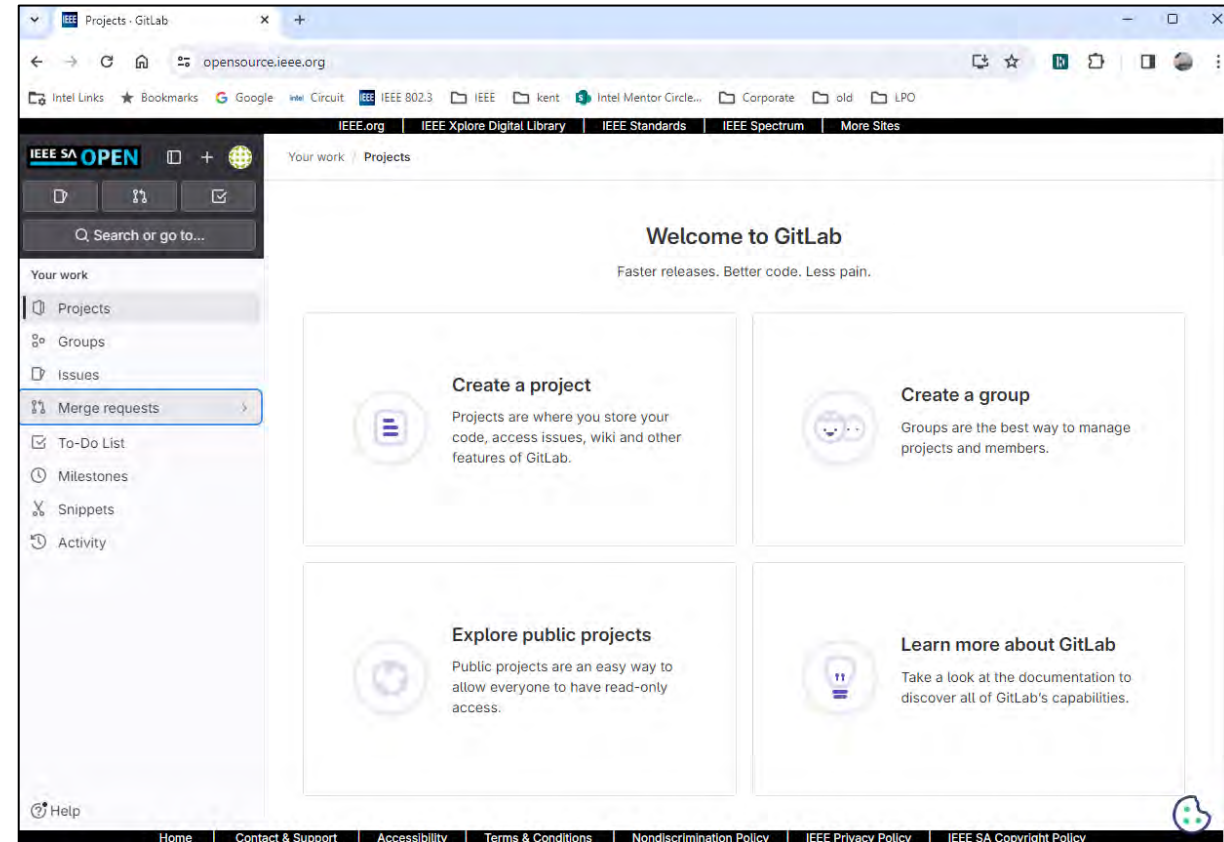 IEEE Projects · GitLab
opensource.ieee.org
Intel Links Bookmarks Google intel Circuit IEEE IEEE 802.3 IEEE kent Intel Mentor Circle... Corporate old LPO
IEEE.org IEEE Xplore Digital Library IEEE Standards IEEE Spectrum More Sites
IEEE SA OPEN
Your work / Projects
Search or go to...
Welcome to GitLab
Faster releases. Better code. Less pain.
Your work
Projects
Groups
Issues
Merge requests
To-Do List
Milestones
Snippets
Activity
Create a project
Projects are where you store your
code, access issues, wiki and other
features of GitLab.
Create a group
Groups are the best way to manage
projects and members.
Explore public projects
Public projects are an easy way to
allow everyone to have read-only
access.
Learn more about GitLab
Take a look at the documentation to
discover all of GitLab's capabilities.
Help
Home Contact & Support Accessibility Terms & Conditions Nondiscrimination Policy IEEE Privacy Policy IEEE SA Copyright Policy